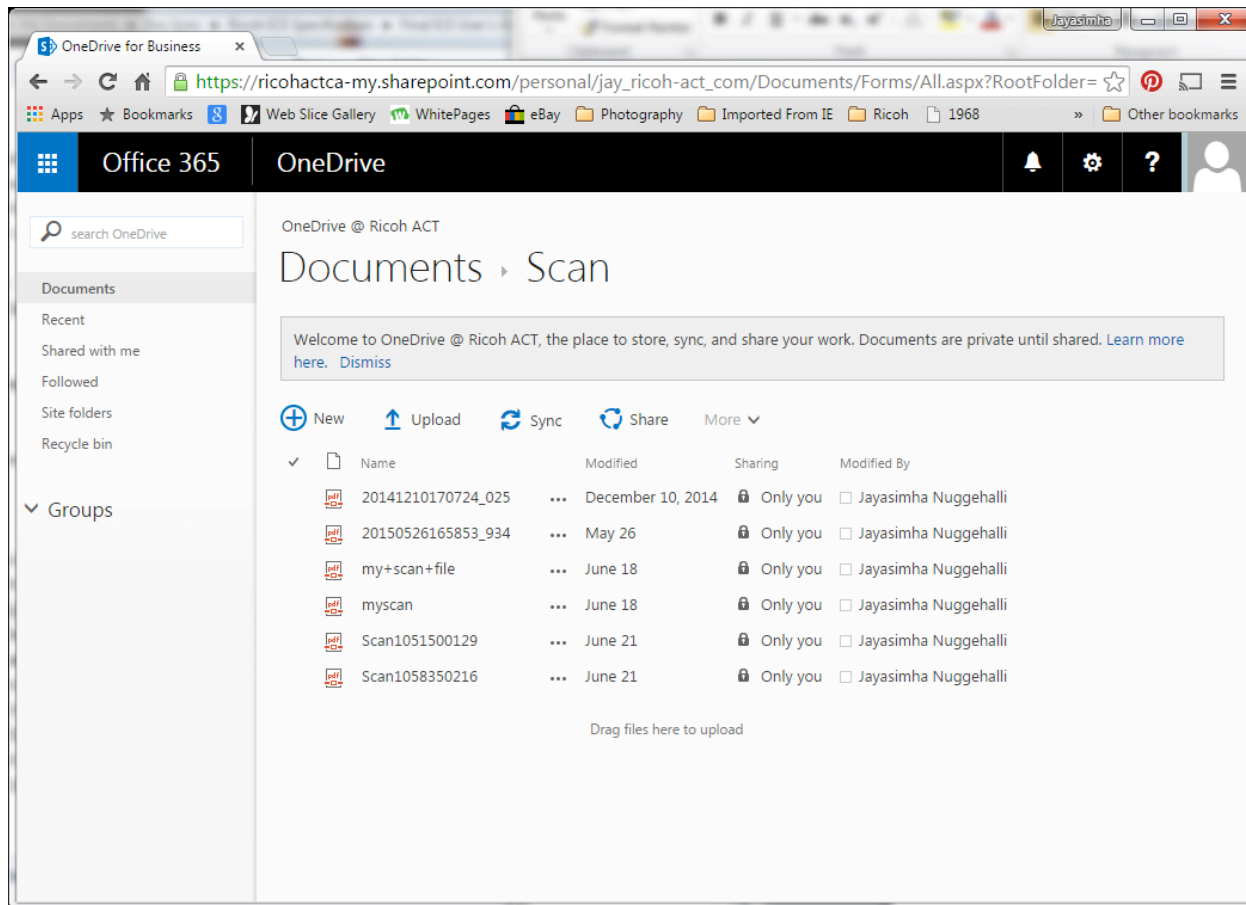 Jayasimha
OneDrive for Business
https://ricohactca-my.sharepoint.com/personal/jay_ricoh-act_com/Documents/Forms/All.aspx?RootFolder=
Apps Bookmarks Web Slice Gallery WhitePages eBay Photography Imported From IE Ricoh 1968 » Other bookmarks
Office 365 OneDrive ?
search OneDrive
Documents
Recent
Shared with me
Followed
Site folders
Recycle bin
Groups
OneDrive @ Ricoh ACT
Documents Scan
Welcome to OneDrive @ Ricoh ACT, the place to store, sync, and share your work. Documents are private until shared. Learn more
here. Dismiss
New Upload Sync Share More
Name Modified Sharing Modified By
20141210170724_025 ... December 10, 2014 Only you Jayasimha Nuggehalli
20150526165853_934 ... May 26 Only you Jayasimha Nuggehalli
my+scan+file ... June 18 Only you Jayasimha Nuggehalli
myscan ... June 18 Only you Jayasimha Nuggehalli
Scan1051500129 ... June 21 Only you Jayasimha Nuggehalli
Scan1058350216 ... June 21 Only you Jayasimha Nuggehalli
Drag files here to upload